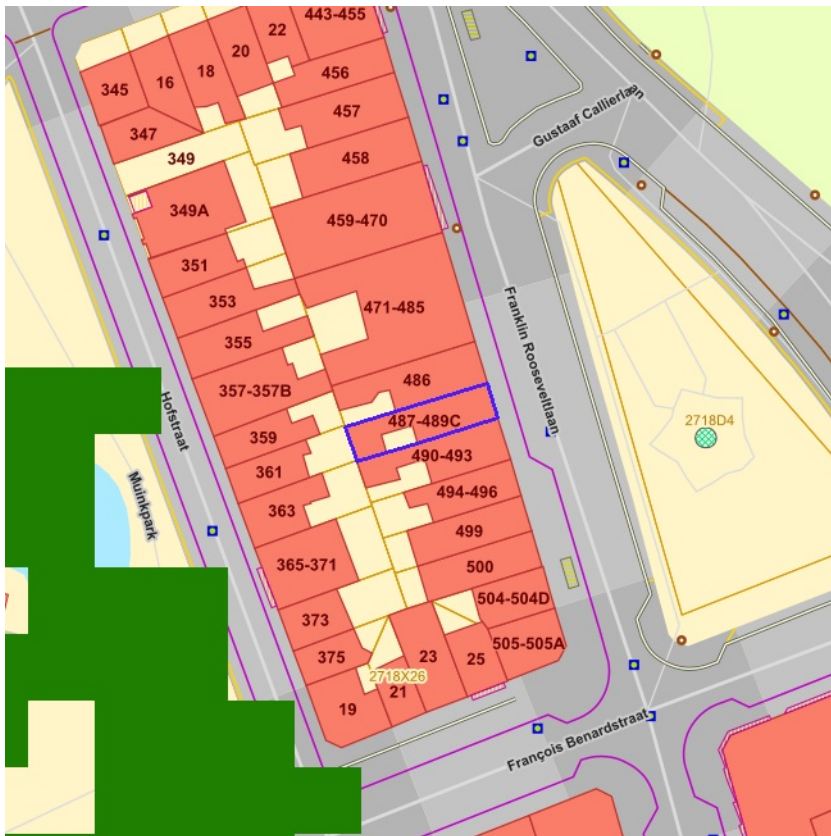 443-455
22
20
456
18
16
345
457
Gustaaf Callierlaan
347
349
458
349A
459-470
351
353
471-485
Franklin Rooseveltlaan
355
486
357-357B
487-489C
2718D4
Hofstraat
359
490-493
361
494-496
Muinkpark
363
499
365-371
500
504-504D
373
505-505A
23
375
25
2718X26
21
19
François Benardstraat